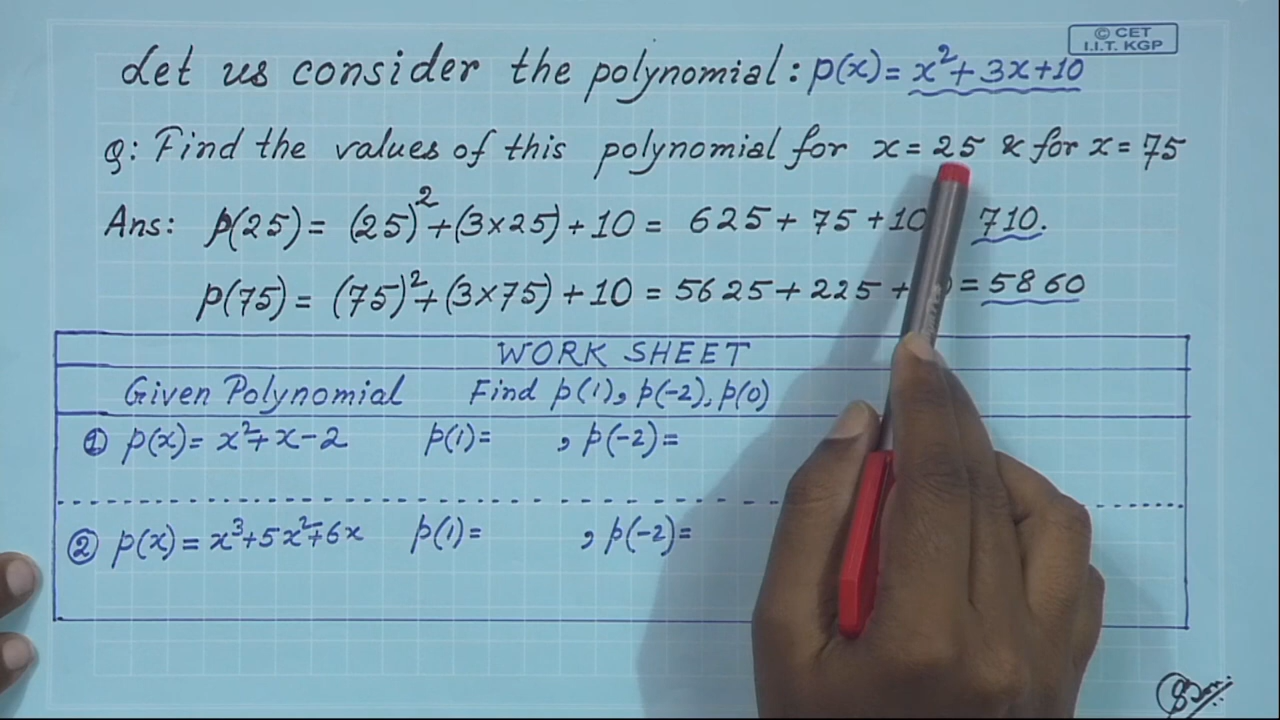 © CET
I.I.T. KGP
Let us consider the polynomial: p(x) = x²+3x+10
Q: Find the values of this polynomial for x = 25 & for x = 75
Ans: p(25) = (25)²+(3×25)+10 = 625+75+10 710.
p(75) = (75)²+(3×75)+10 = 5625+225+ = 5860
WORK SHEET
Given Polynomial Find p(1), p(-2), p(0)
① p(x) = x²+x-2 p(1)= , p(-2)=
② p(x) = x³+5x²+6x p(1)= , p(-2)=